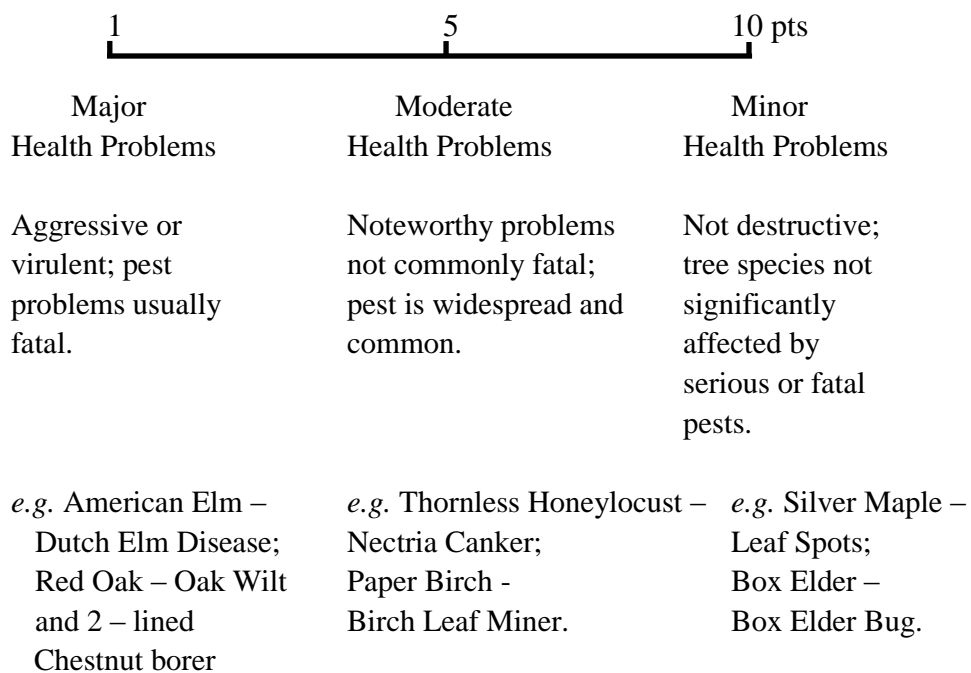 1 5 10 pts
Major
Health Problems
Aggressive or
virulent; pest
problems usually
fatal.
e.g. American Elm –
Dutch Elm Disease;
Red Oak – Oak Wilt
and 2 – lined
Chestnut borer
Moderate
Health Problems
Noteworthy problems
not commonly fatal;
pest is widespread and
common.
e.g. Thornless Honeylocust –
Nectria Canker;
Paper Birch -
Birch Leaf Miner.
Minor
Health Problems
Not destructive;
tree species not
significantly
affected by
serious or fatal
pests.
e.g. Silver Maple –
Leaf Spots;
Box Elder –
Box Elder Bug.